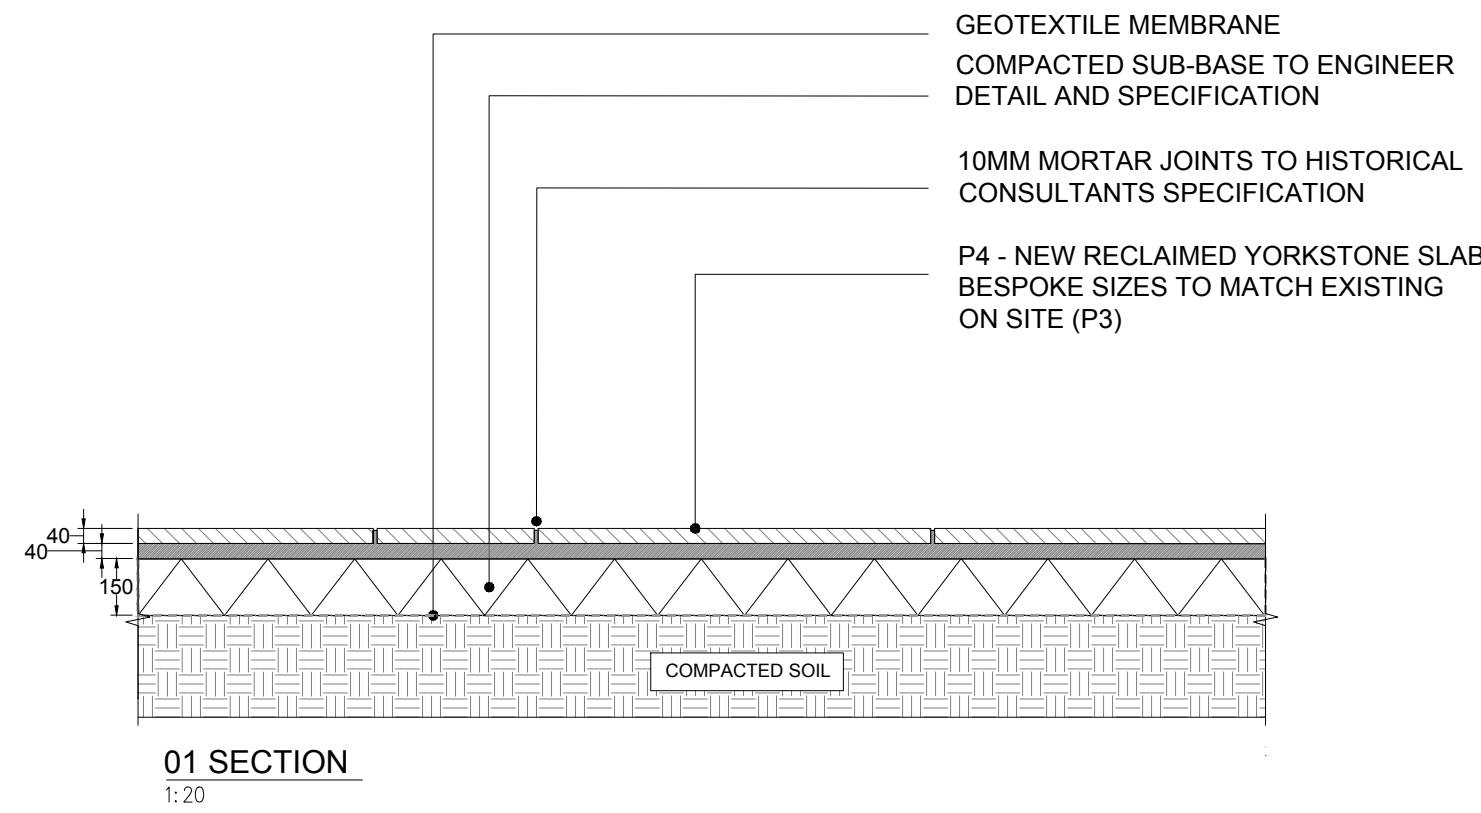 GEOTEXTILE MEMBRANE
COMPACTED SUB-BASE TO ENGINEER
DETAIL AND SPECIFICATION
10MM MORTAR JOINTS TO HISTORICAL
CONSULTANTS SPECIFICATION
P4 - NEW RECLAIMED YORKSTONE SLAB
BESPOKE SIZES TO MATCH EXISTING
ON SITE (P3)
40
40
150
COMPACTED SOIL
01 SECTION
1:20